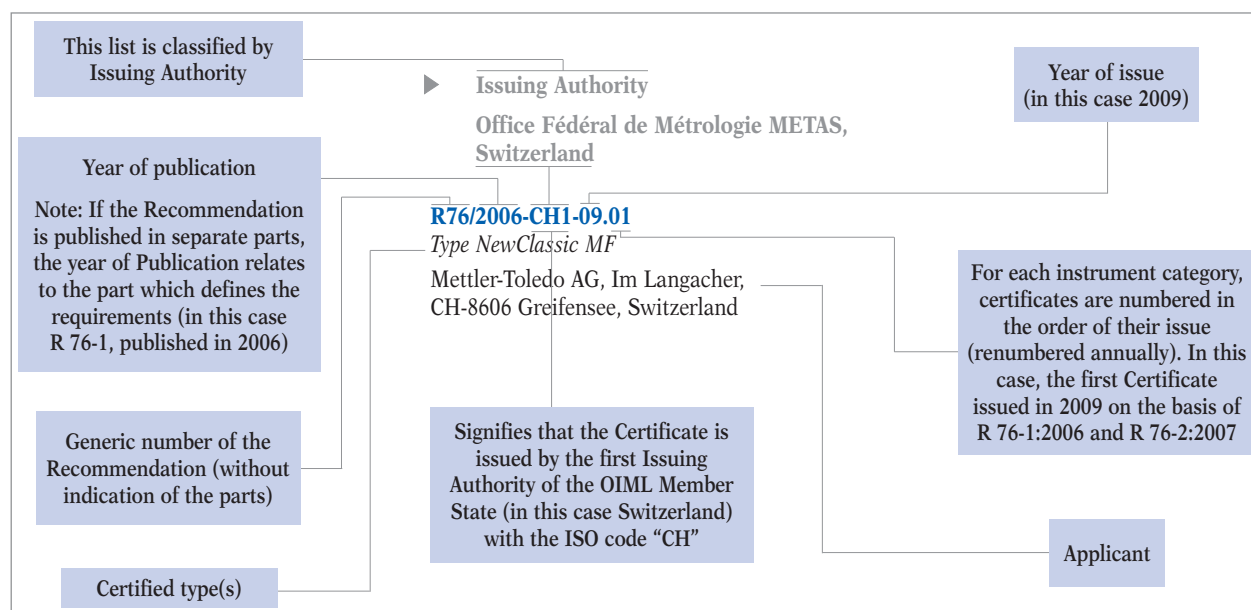 This list is classified by
Issuing Authority
▶ Issuing Authority
Office Fédéral de Métrologie METAS,
Switzerland
Year of issue
(in this case 2009)
Year of publication
Note: If the Recommendation
is published in separate parts,
the year of Publication relates
to the part which defines the
requirements (in this case
R 76-1, published in 2006)
R76/2006-CH1-09.01
Type NewClassic MF
Mettler-Toledo AG, Im Langacher,
CH-8606 Greifensee, Switzerland
For each instrument category,
certificates are numbered in
the order of their issue
(renumbered annually). In this
case, the first Certificate
issued in 2009 on the basis of
R 76-1:2006 and R 76-2:2007
Generic number of the
Recommendation (without
indication of the parts)
Signifies that the Certificate is
issued by the first Issuing
Authority of the OIML Member
State (in this case Switzerland)
with the ISO code “CH”
Applicant
Certified type(s)